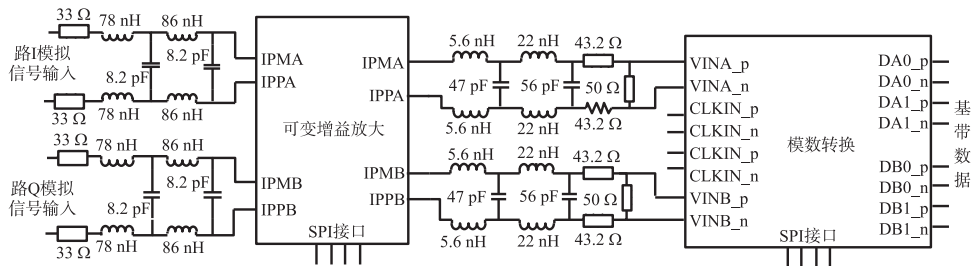 33 Ω
78 nH
86 nH
8.2 pF
8.2 pF
路I模拟
信号输入
33 Ω
78 nH
86 nH
33 Ω
78 nH
86 nH
8.2 pF
8.2 pF
路Q模拟
信号输入
33 Ω
78 nH
86 nH
IPMA
IPPA
IPMB
IPPB
可变增益放大
SPI接口
IPMA
IPPA
IPMB
IPPB
5.6 nH
22 nH
43.2 Ω
47 pF
56 pF
50 Ω
5.6 nH
22 nH
43.2 Ω
5.6 nH
22 nH
43.2 Ω
47 pF
56 pF
50 Ω
5.6 nH
22 nH
43.2 Ω
VINA_p
VINA_n
CLKIN_p
CLKIN_n
CLKIN_p
CLKIN_n
VINB_p
VINB_n
模数转换
SPI接口
DA0_p
DA0_n
DA1_p
DA1_n
DB0_p
DB0_n
DB1_p
DB1_n
基带数据